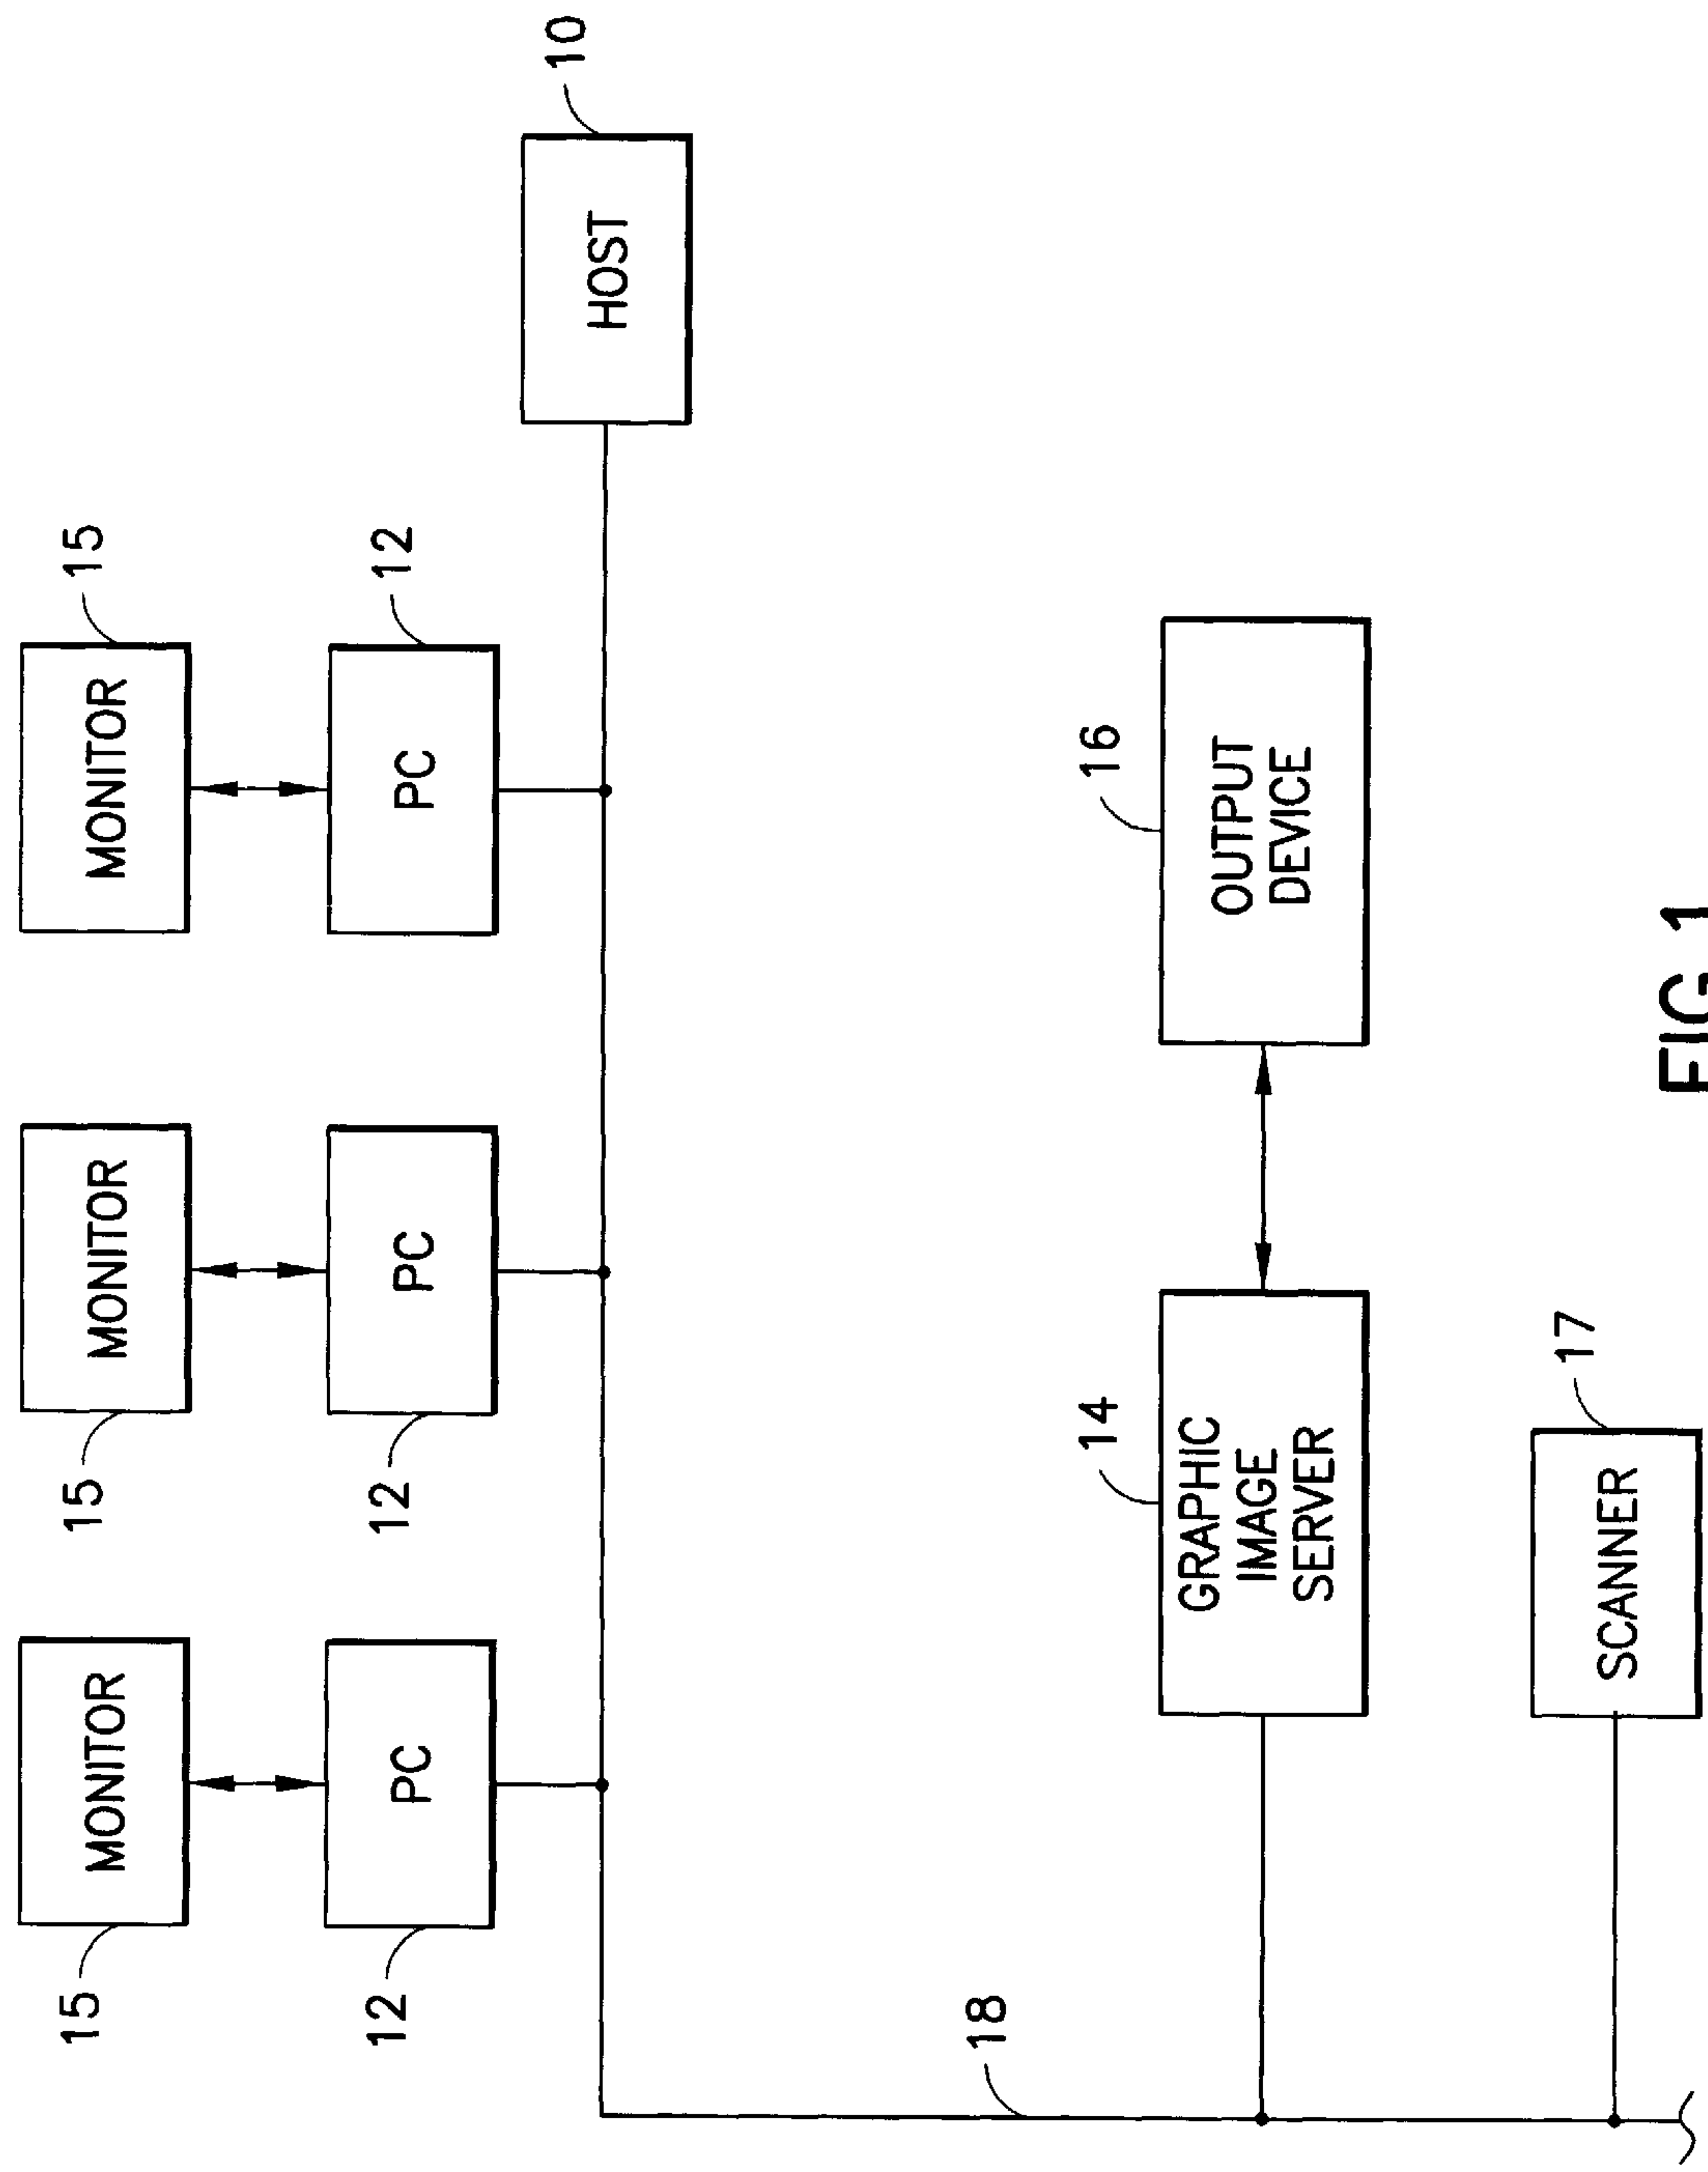 15
MONITOR
12
PC
15
MONITOR
12
PC
15
MONITOR
12
PC
10
HOST
18
14
GRAPHIC
IMAGE
SERVER
16
OUTPUT
DEVICE
17
SCANNER
FIG 1